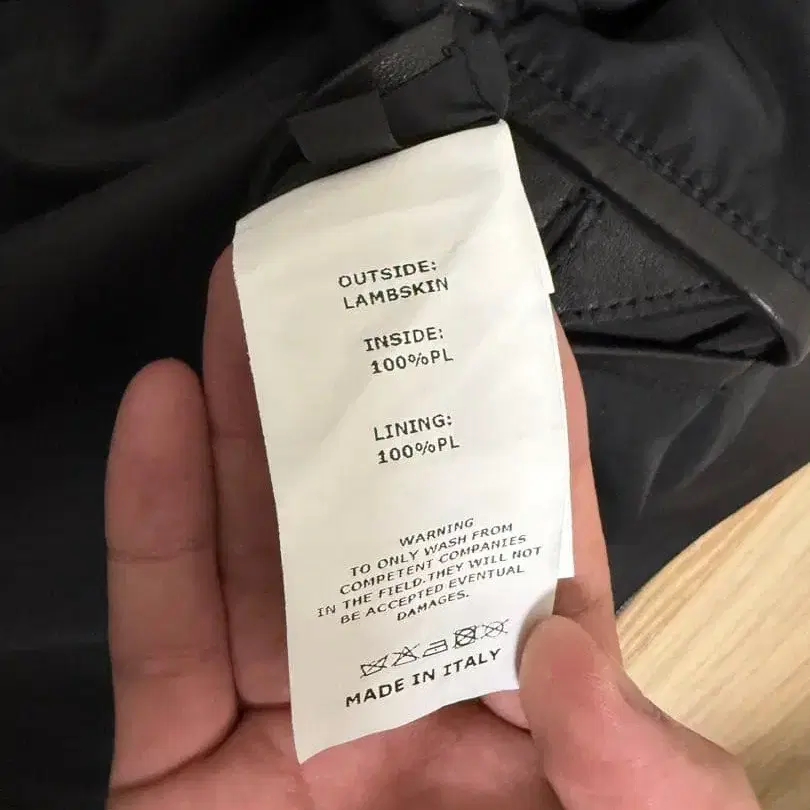 OUTSIDE:
LAMBSKIN
INSIDE:
100%PL
LINING:
100%PL
WARNING
TO ONLY WASH FROM
COMPETENT COMPANIES
IN THE FIELD.THEY WILL NOT
BE ACCEPTED EVENTUAL
DAMAGES.
MADE IN ITALY